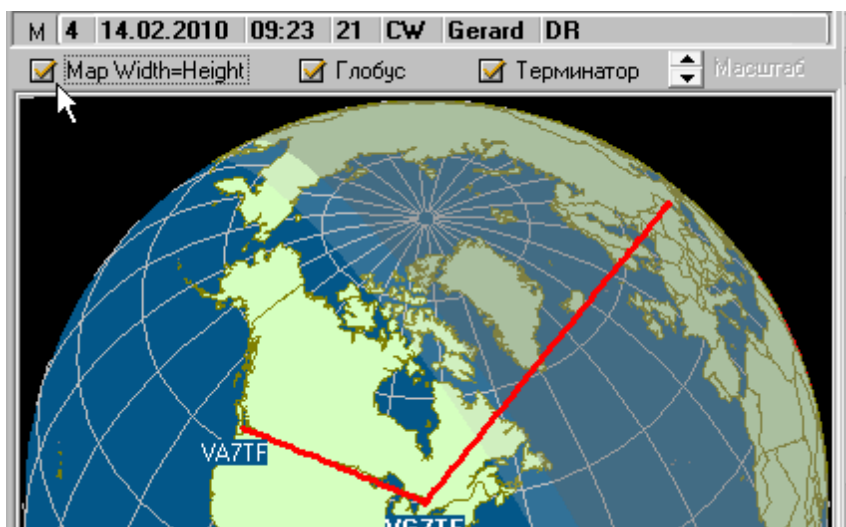 М 4 14.02.2010 09:23 21 CW Gerard DR
Map Width=Height Глобус Терминатор Масштаб
VA7TF